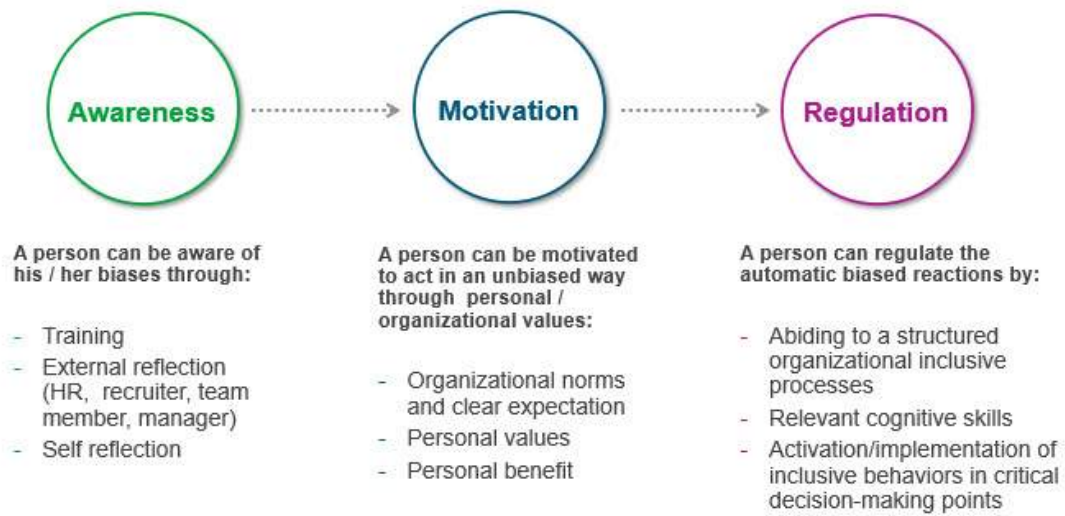 Awareness
Motivation
Regulation
A person can be aware of
his / her biases through:
- Training
- External reflection
(HR, recruiter, team
member, manager)
- Self reflection
A person can be motivated
to act in an unbiased way
through personal /
organizational values:
- Organizational norms
and clear expectation
- Personal values
- Personal benefit
A person can regulate the
automatic biased reactions by:
- Abiding to a structured
organizational inclusive
processes
- Relevant cognitive skills
- Activation/implementation of
inclusive behaviors in critical
decision-making points